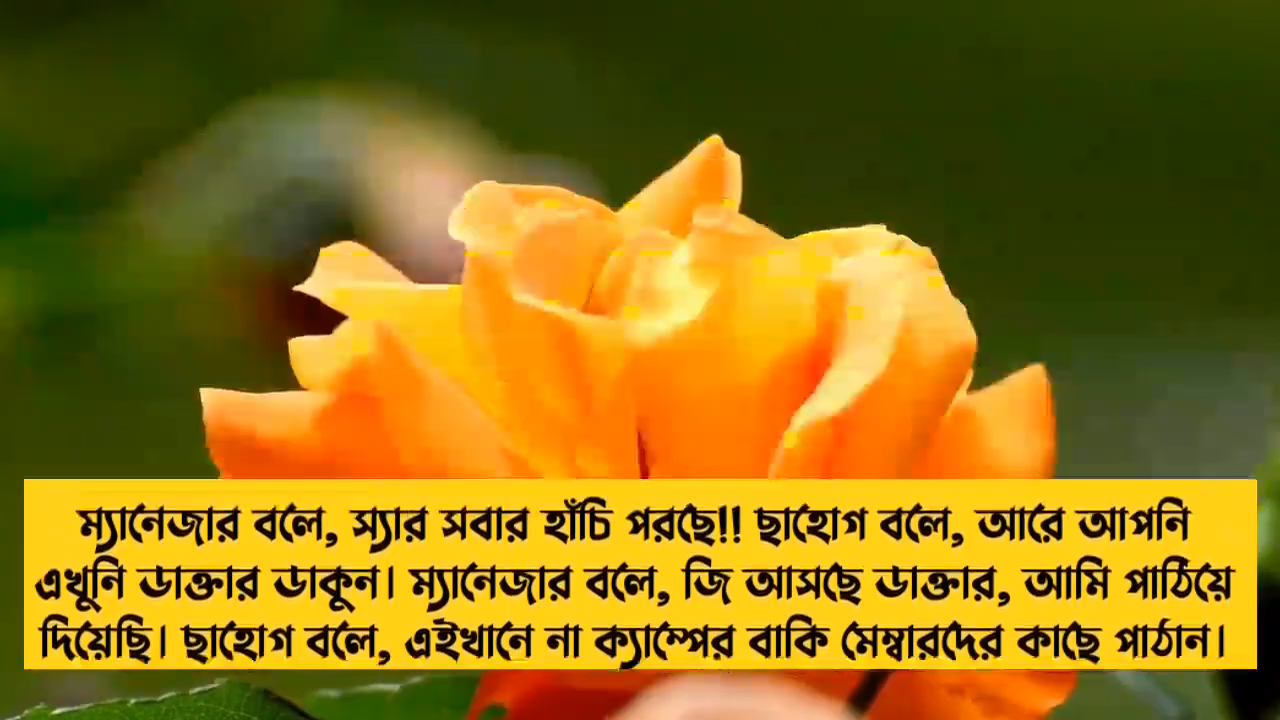 ম্যানেজার বলে, স্যার সবার হাঁচি পরছে!! ছাহোগ বলে, আরে আপনি
এখুনি ডাক্তার ডাকুন। ম্যানেজার বলে, জি আসছে ডাক্তার, আমি পাঠিয়ে
দিয়েছি। ছাহোগ বলে, এইখানে না ক্যাম্পের বাকি মেম্বারদের কাছে পাঠান।